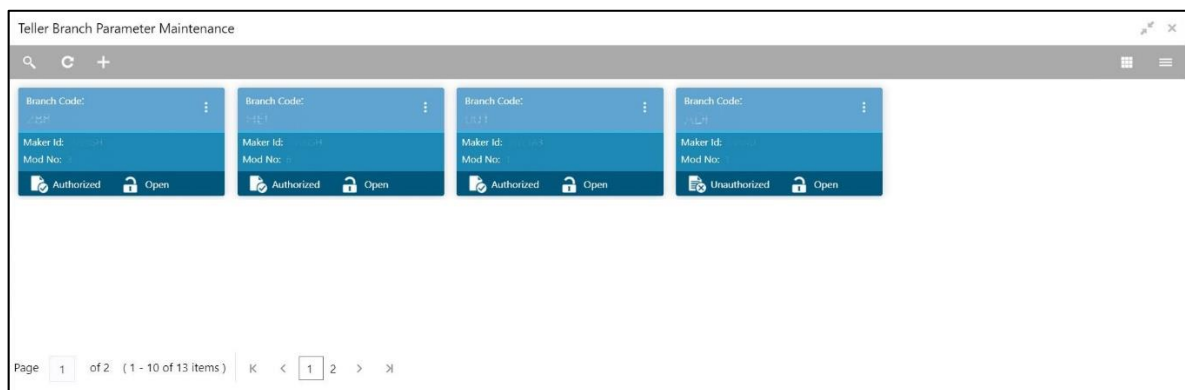 Teller Branch Parameter Maintenance
Branch Code:
Maker Id:
Mod No:
Authorized Open
Branch Code:
Maker Id:
Mod No:
Authorized Open
Branch Code:
Maker Id:
Mod No:
Authorized Open
Branch Code:
Maker Id:
Mod No:
Unauthorized Open
Page 1 of 2 ( 1 - 10 of 13 items ) 1 2